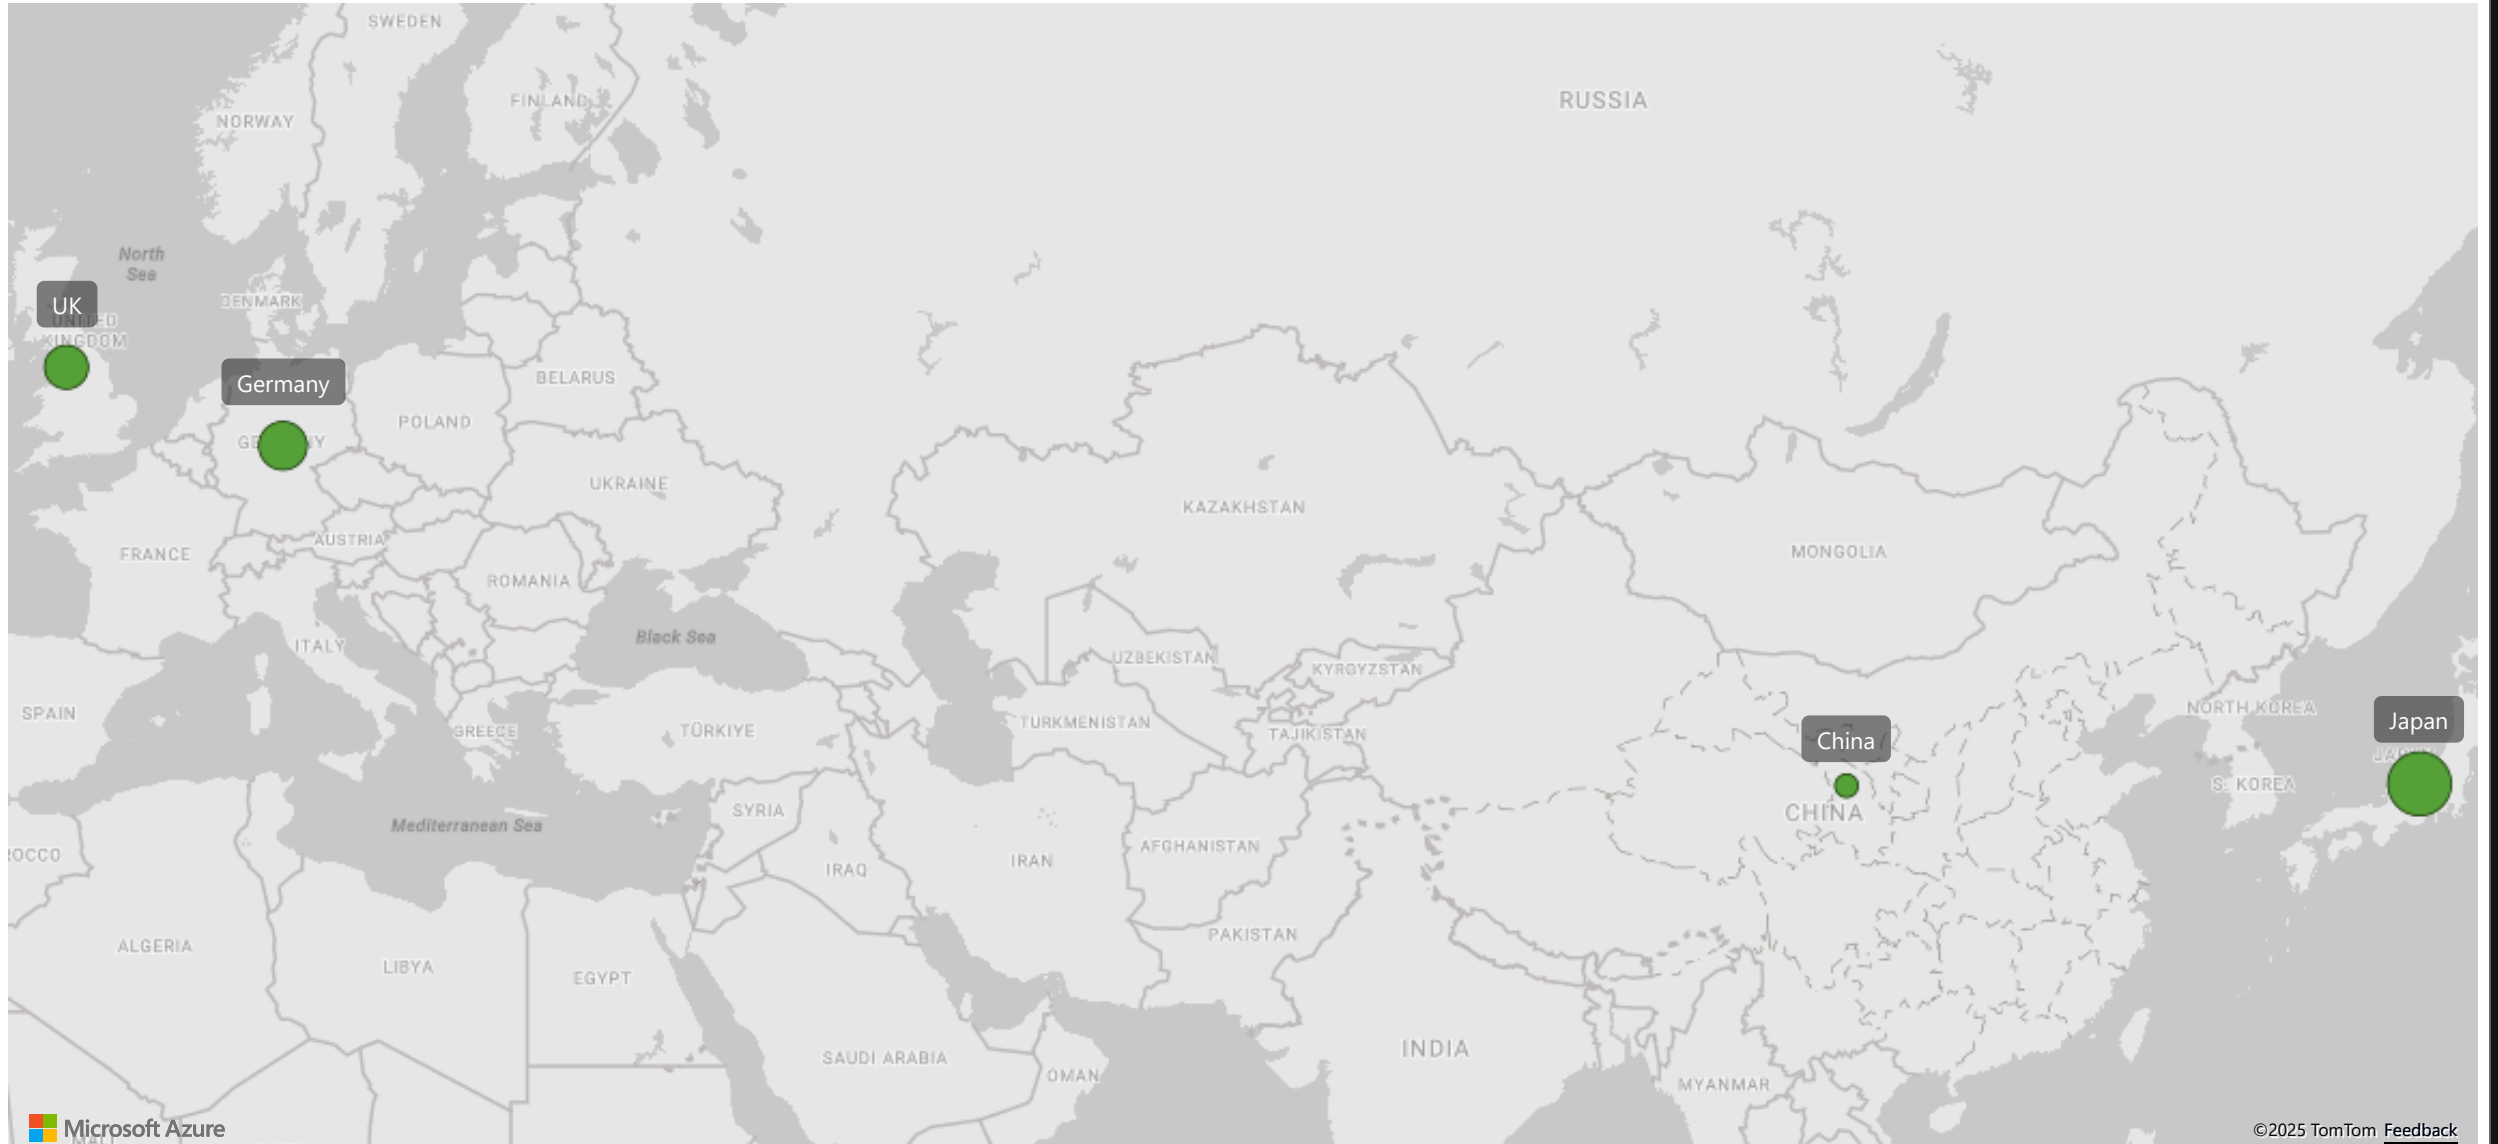 SWEDEN
FINLAND
RUSSIA
NORWAY
North
Sea
DENMARK
UK
KINGDOM
Germany
BELARUS
POLAND
UKRAINE
KAZAKHSTAN
MONGOLIA
AUSTRIA
FRANCE
ROMANIA
Black Sea
ITALY
UZBEKISTAN
KYRGYZSTAN
SPAIN
GREECE
TÜRKIYE
TURKMENISTAN
TAJIKISTAN
NORTH KOREA
Japan
China
S. KOREA
SYRIA
CHINA
Mediterranean Sea
AFGHANISTAN
IRAN
IRAQ
OCCO
PAKISTAN
ALGERIA
LIBYA
EGYPT
SAUDI ARABIA
OMAN
INDIA
MYANMAR
Microsoft Azure
©2025 TomTom Feedback